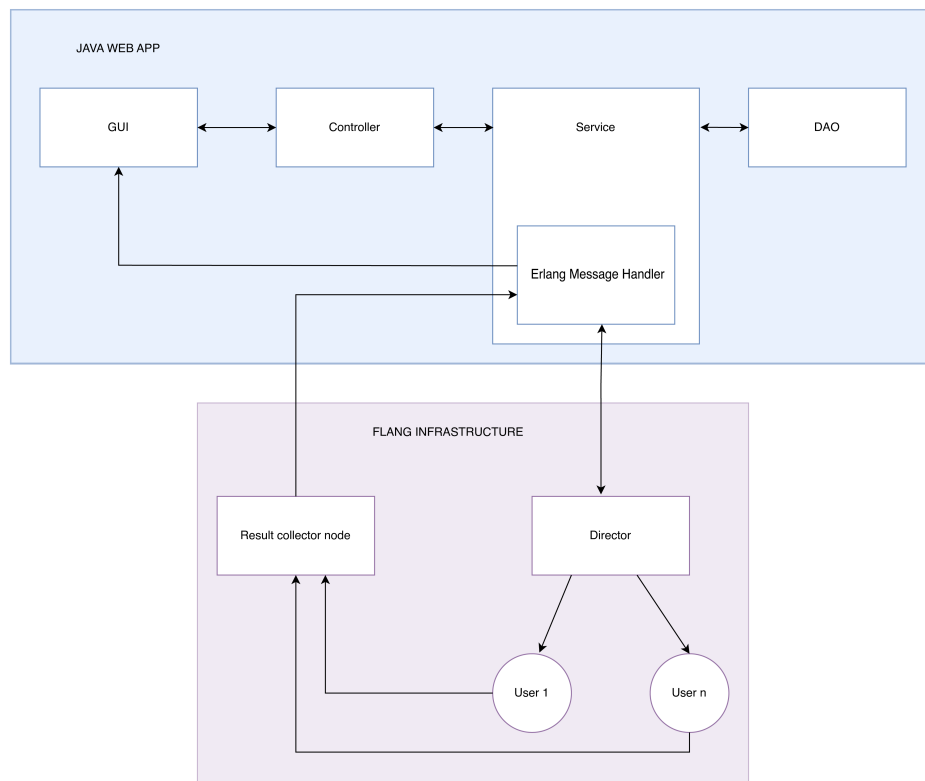 JAVA WEB APP
GUI
Controller
Service
DAO
Erlang Message Handler
FLANG INFRASTRUCTURE
Result collector node
Director
User 1
User n